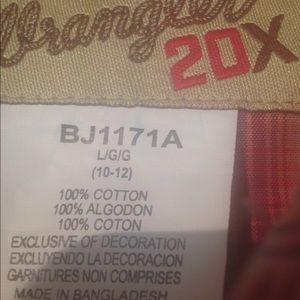 Wrangler
20X
BJ1171A
L/G/G
(10-12)
100% COTTON
100% ALGODON
100% COTON
EXCLUSIVE OF DECORATION
EXCLUYENDO LA DECORACION
GARNITURES NON COMPRISES
MADE IN BANGLADESH